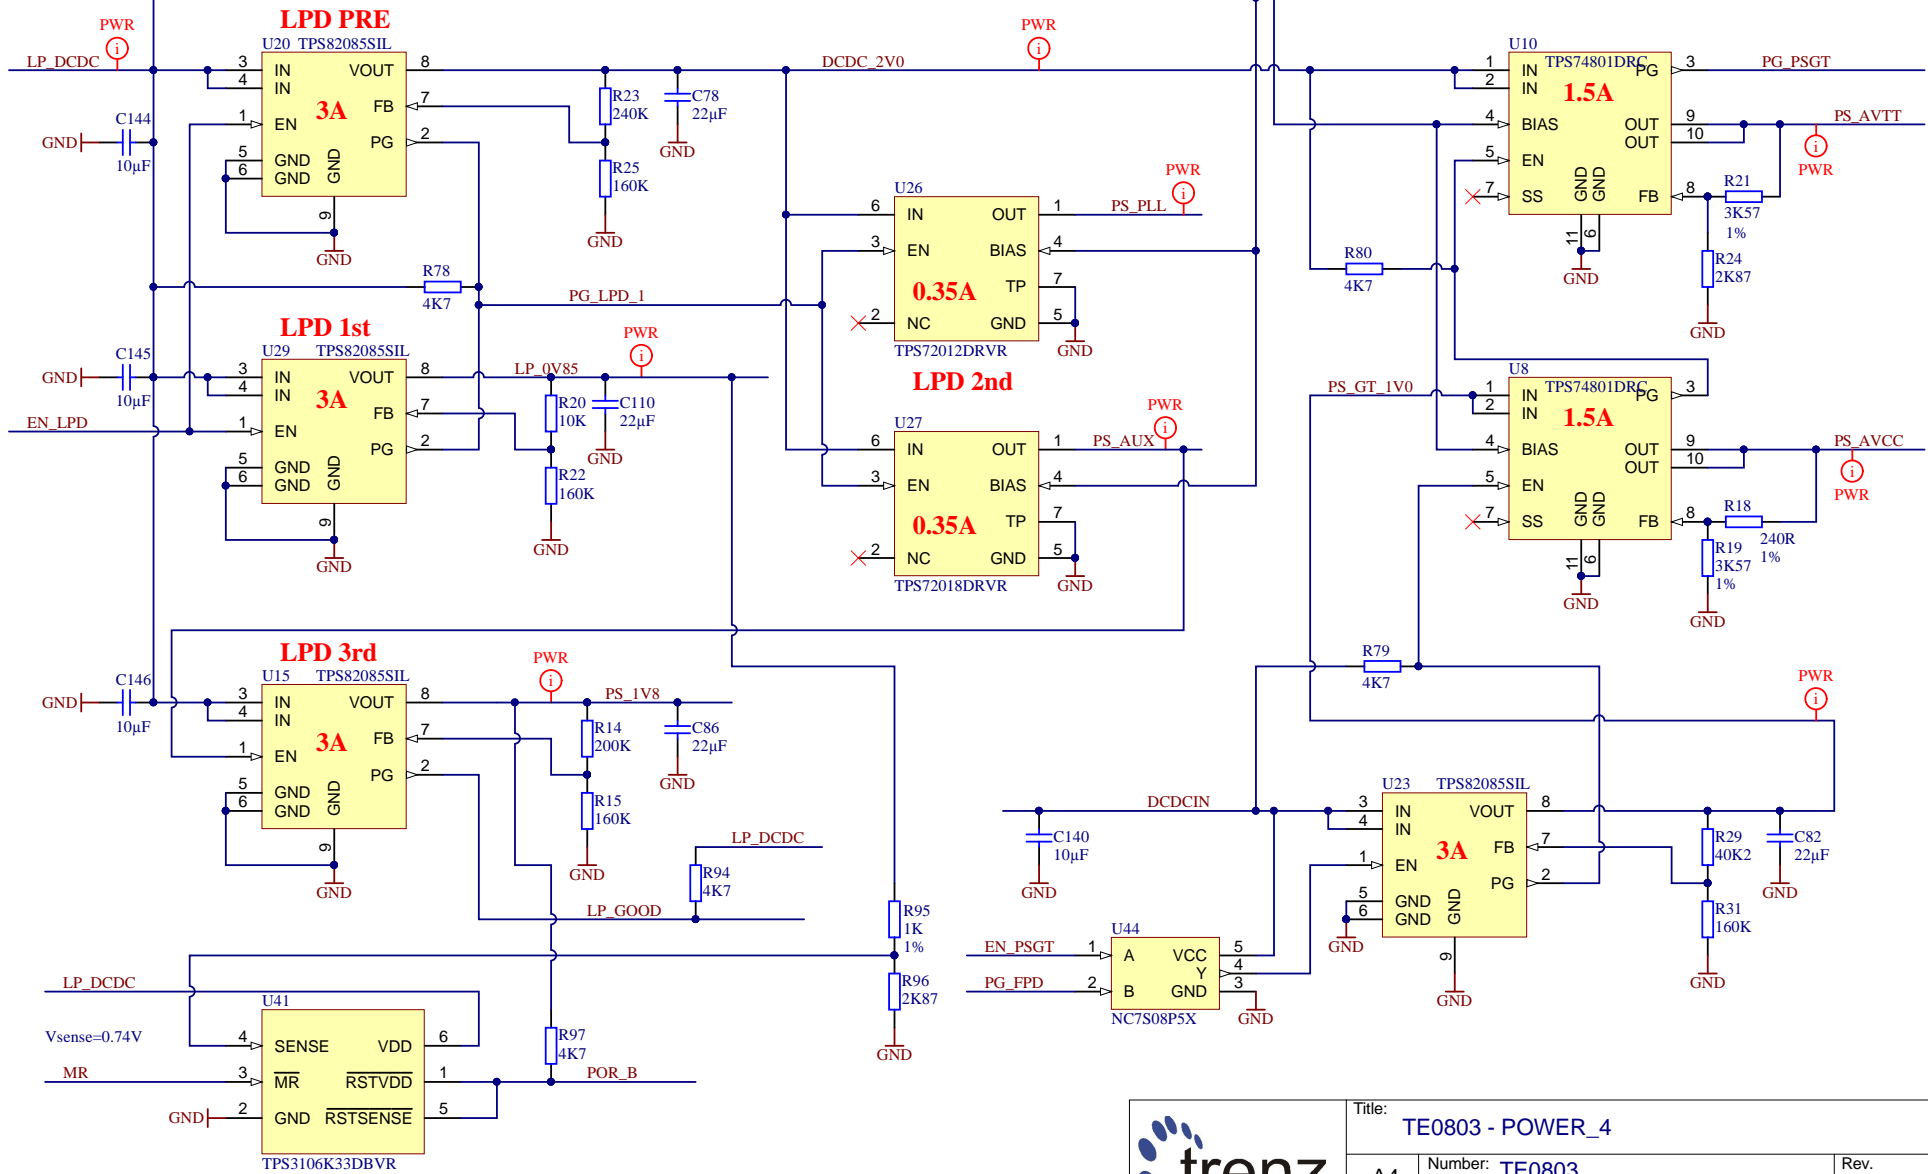 LPD PRE
PWR
LP_DCDC
U20 TPS82085SIL
3 IN VOUT 8
4 IN
3A
FB 7
1 EN
PG 2
5 GND
6 GND
GND
9
GND
C144
GND
10µF
R23
240K
C78
22µF
GND
R25
160K
GND
R78
4K7
PG_LPD_1
DCDC_2V0
PWR
LPD 1st
U29 TPS82085SIL
3 IN VOUT 8
4 IN
3A
FB 7
1 EN
PG 2
5 GND
6 GND
GND
9
GND
C145
GND
10µF
EN_LPD
LP_0V85
PWR
R20
10K
C110
22µF
GND
R22
160K
GND
U26
6 IN OUT 1
3 EN BIAS 4
TP 7
0.35A
2 NC GND 5
TPS72012DRVR
GND
PS_PLL
PWR
LPD 2nd
U27
6 IN OUT 1
3 EN BIAS 4
TP 7
0.35A
2 NC GND 5
TPS72018DRVR
GND
PS_AUX
PWR
U10
TPS74801DRC
1 IN PG 3
2 IN
1.5A
4 BIAS OUT 9
OUT 10
5 EN
7 SS FB 8
GND
GND
11
6
GND
PG_PSGT
PS_AVTT
PWR
R21
3K57
1%
R24
2K87
GND
R80
4K7
U8
TPS74801DRC
PS_GT_1V0
1 IN PG 3
2 IN
1.5A
4 BIAS OUT 9
OUT 10
5 EN
7 SS FB 8
GND
GND
11
6
GND
PS_AVCC
PWR
R18
240R
1%
R19
3K57
1%
GND
R79
4K7
PWR
LPD 3rd
U15 TPS82085SIL
3 IN VOUT 8
4 IN
3A
FB 7
1 EN
PG 2
5 GND
6 GND
GND
9
GND
C146
GND
10µF
PWR
PS_1V8
R14
200K
C86
22µF
GND
R15
160K
GND
LP_DCDC
R94
4K7
LP_GOOD
R95
1K
1%
R96
2K87
GND
LP_DCDC
U41
Vsense=0.74V
4 SENSE VDD 6
MR
3 MR RSTVDD 1
GND
2 GND RSTSENSE 5
TPS3106K33DBVR
R97
4K7
POR_B
DCDCIN
C140
10µF
GND
U23 TPS82085SIL
3 IN VOUT 8
4 IN
3A
FB 7
1 EN
PG 2
5 GND
6 GND
GND
9
GND
GND
R29
40K2
C82
22µF
GND
R31
160K
GND
U44
EN_PSGT
1 A VCC 5
Y 4
PG_FPD
2 B GND 3
NC7S08P5X
GND
trenz
Title:
TE0803 - POWER_4
A4
Number: TE0803
Rev.